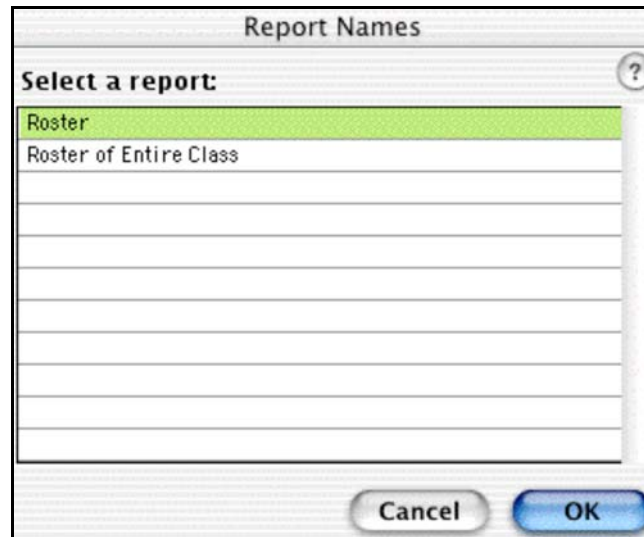 Report Names
Select a report:
?
Roster
Roster of Entire Class
Cancel
OK